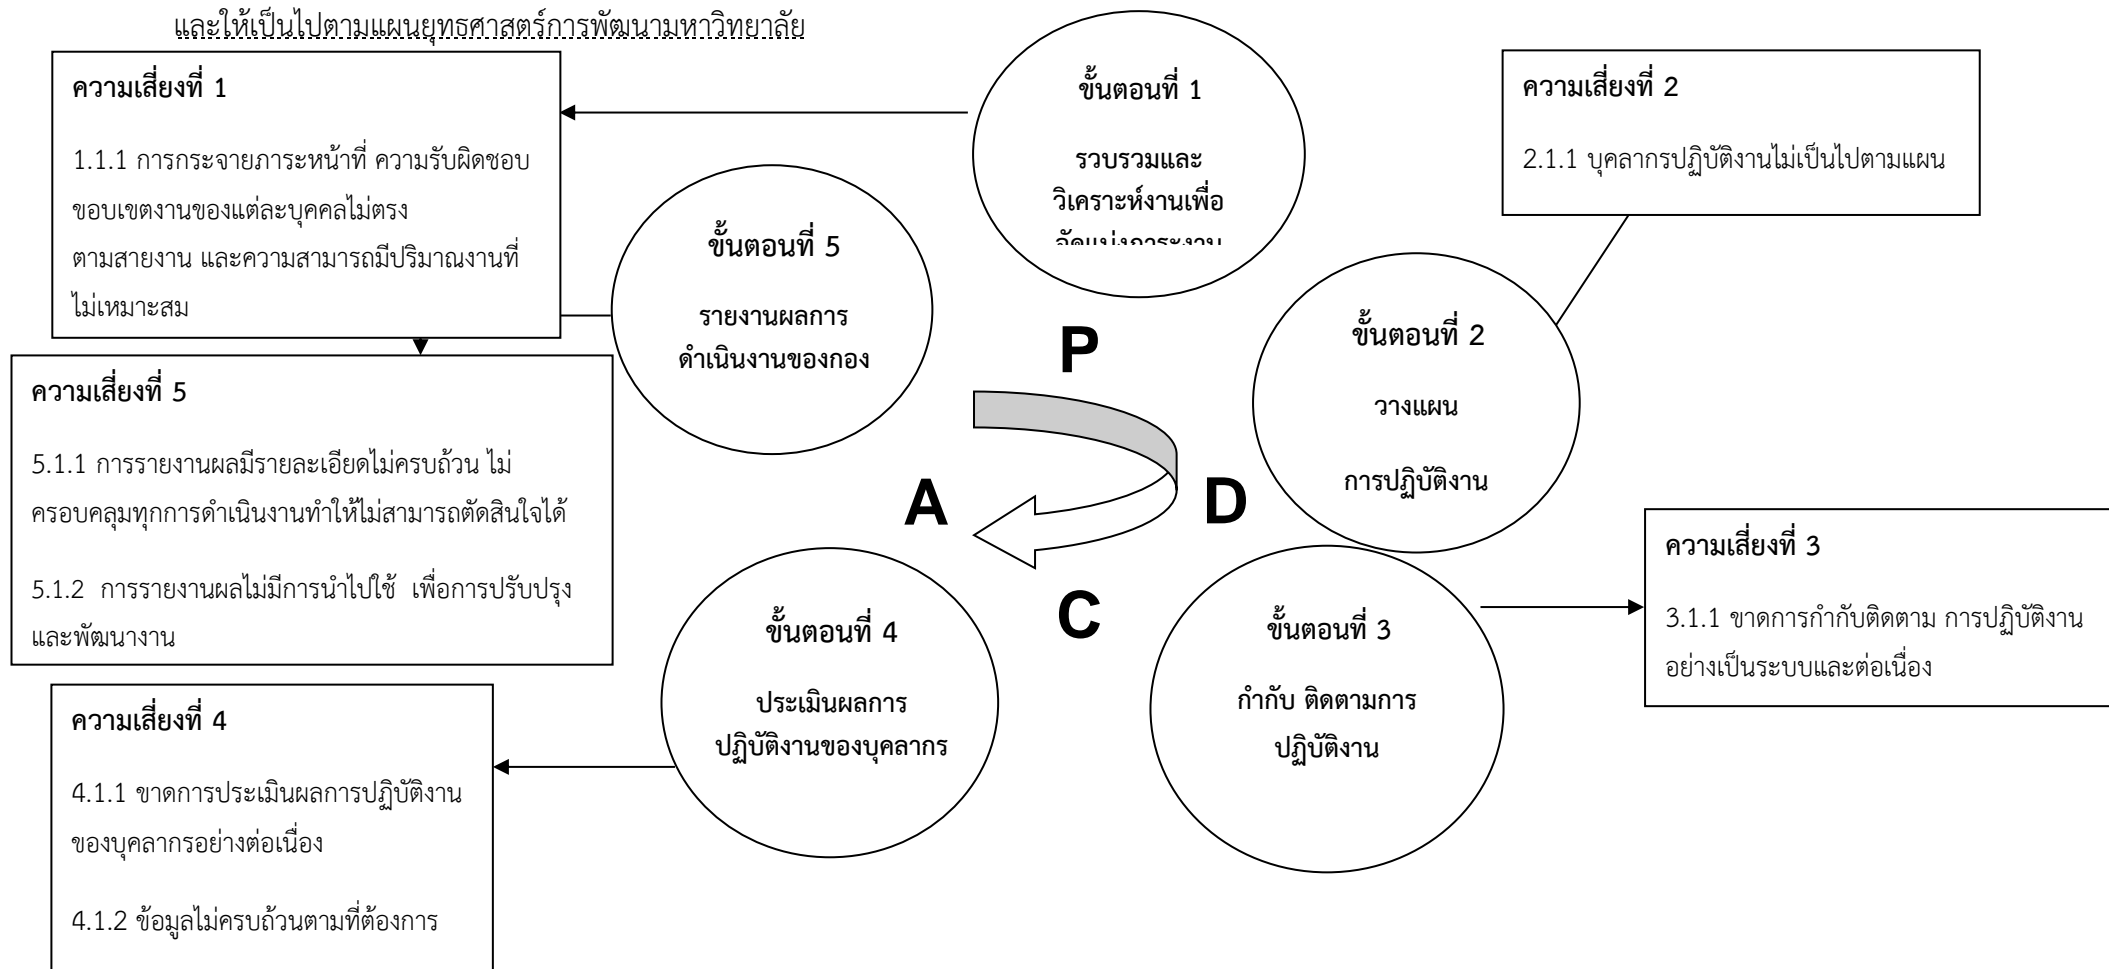 และให้เป็นไปตามแผนยุทธศาสตร์การพัฒนามหาวิทยาลัย
ความเสี่ยงที่ 1
1.1.1 การกระจายภาระหน้าที่ ความรับผิดชอบ
ขอบเขตงานของแต่ละบุคคลไม่ตรง
ตามสายงาน และความสามารถมีปริมาณงานที่
ไม่เหมาะสม
ขั้นตอนที่ 1
รวบรวมและ
วิเคราะห์งานเพื่อ
จัดแบ่งภาระงาน
ความเสี่ยงที่ 2
2.1.1 บุคลากรปฏิบัติงานไม่เป็นไปตามแผน
ขั้นตอนที่ 5
รายงานผลการ
ดำเนินงานของกอง
ขั้นตอนที่ 2
วางแผน
การปฏิบัติงาน
P
A
D
C
ความเสี่ยงที่ 5
5.1.1 การรายงานผลมีรายละเอียดไม่ครบถ้วน ไม่
ครอบคลุมทุกการดำเนินงานทำให้ไม่สามารถตัดสินใจได้
5.1.2 การรายงานผลไม่มีการนำไปใช้ เพื่อการปรับปรุง
และพัฒนางาน
ความเสี่ยงที่ 3
3.1.1 ขาดการกำกับติดตาม การปฏิบัติงาน
อย่างเป็นระบบและต่อเนื่อง
ขั้นตอนที่ 4
ประเมินผลการ
ปฏิบัติงานของบุคลากร
ขั้นตอนที่ 3
กำกับ ติดตามการ
ปฏิบัติงาน
ความเสี่ยงที่ 4
4.1.1 ขาดการประเมินผลการปฏิบัติงาน
ของบุคลากรอย่างต่อเนื่อง
4.1.2 ข้อมูลไม่ครบถ้วนตามที่ต้องการ